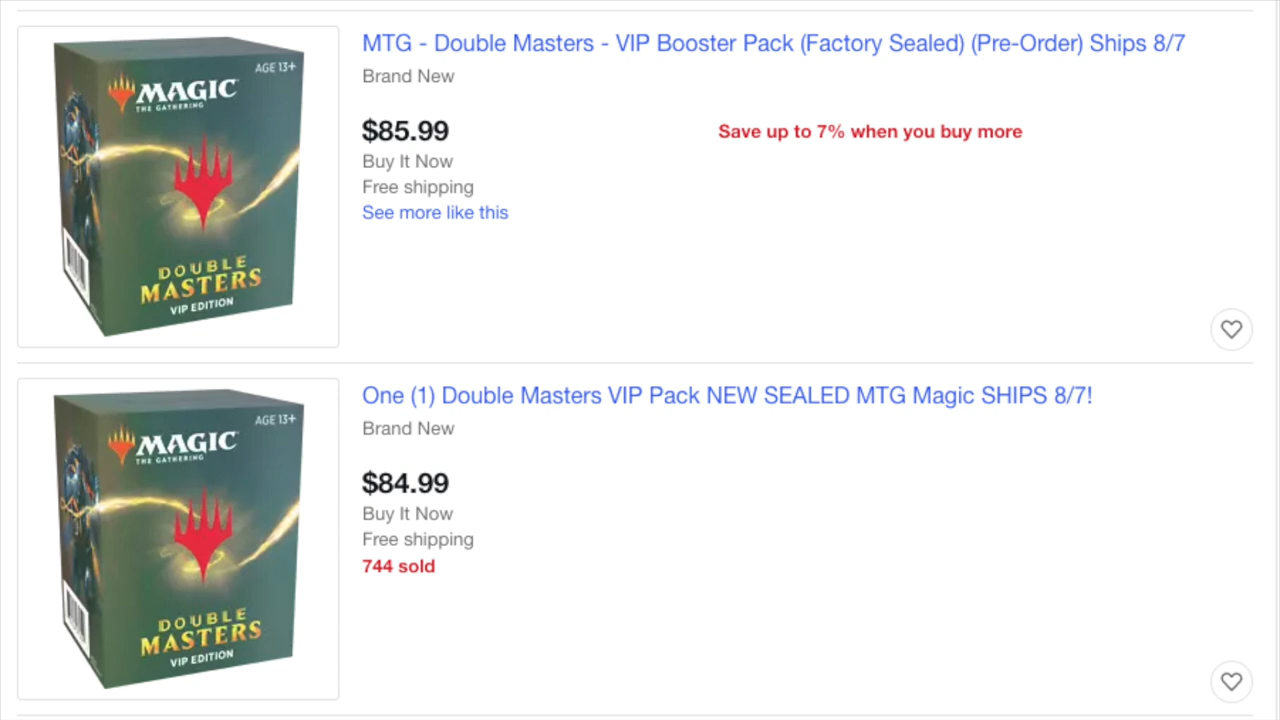 AGE 13+
MAGIC
THE GATHERING
DOUBLE
MASTERS
VIP EDITION
MTG - Double Masters - VIP Booster Pack (Factory Sealed) (Pre-Order) Ships 8/7
Brand New
$85.99
Save up to 7% when you buy more
Buy It Now
Free shipping
See more like this
AGE 13+
MAGIC
THE GATHERING
DOUBLE
MASTERS
VIP EDITION
One (1) Double Masters VIP Pack NEW SEALED MTG Magic SHIPS 8/7!
Brand New
$84.99
Buy It Now
Free shipping
744 sold